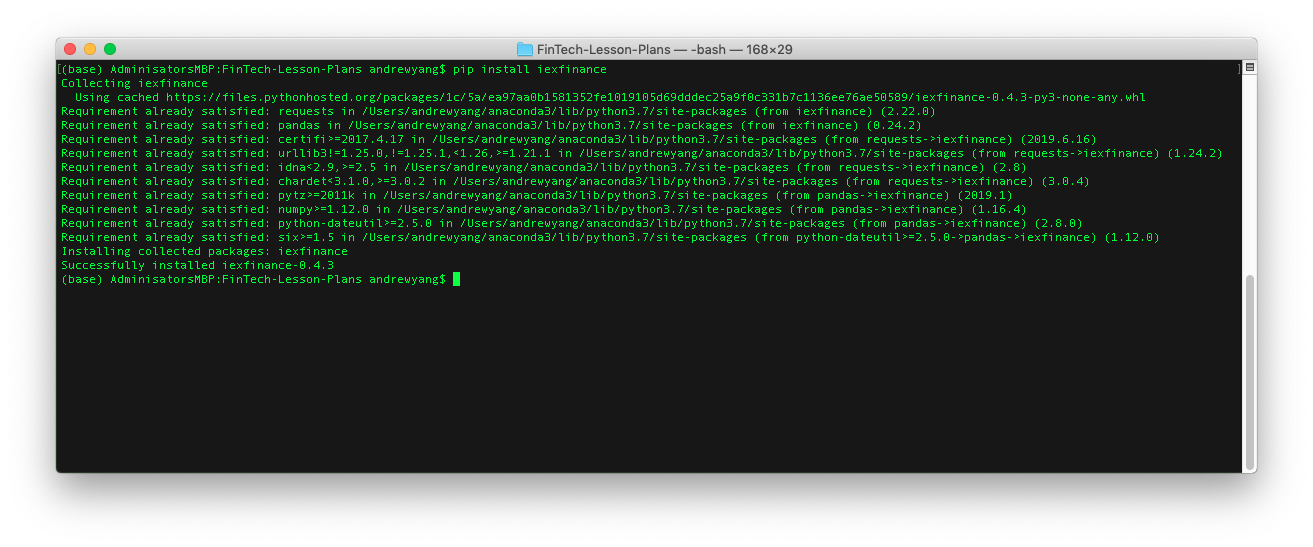 FinTech-Lesson-Plans — -bash — 168×29
[(base) AdminisatorsMBP:FinTech-Lesson-Plans andrewyang$ pip install iexfinance ]
Collecting iexfinance
  Using cached https://files.pythonhosted.org/packages/1c/5a/ea97aa0b1581352fe1019105d69dddec25a9f0c331b7c1136ee76ae50589/iexfinance-0.4.3-py3-none-any.whl
Requirement already satisfied: requests in /Users/andrewyang/anaconda3/lib/python3.7/site-packages (from iexfinance) (2.22.0)
Requirement already satisfied: pandas in /Users/andrewyang/anaconda3/lib/python3.7/site-packages (from iexfinance) (0.24.2)
Requirement already satisfied: certifi>=2017.4.17 in /Users/andrewyang/anaconda3/lib/python3.7/site-packages (from requests->iexfinance) (2019.6.16)
Requirement already satisfied: urllib3!=1.25.0,!=1.25.1,<1.26,>=1.21.1 in /Users/andrewyang/anaconda3/lib/python3.7/site-packages (from requests->iexfinance) (1.24.2)
Requirement already satisfied: idna<2.9,>=2.5 in /Users/andrewyang/anaconda3/lib/python3.7/site-packages (from requests->iexfinance) (2.8)
Requirement already satisfied: chardet<3.1.0,>=3.0.2 in /Users/andrewyang/anaconda3/lib/python3.7/site-packages (from requests->iexfinance) (3.0.4)
Requirement already satisfied: pytz>=2011k in /Users/andrewyang/anaconda3/lib/python3.7/site-packages (from pandas->iexfinance) (2019.1)
Requirement already satisfied: numpy>=1.12.0 in /Users/andrewyang/anaconda3/lib/python3.7/site-packages (from pandas->iexfinance) (1.16.4)
Requirement already satisfied: python-dateutil>=2.5.0 in /Users/andrewyang/anaconda3/lib/python3.7/site-packages (from pandas->iexfinance) (2.8.0)
Requirement already satisfied: six>=1.5 in /Users/andrewyang/anaconda3/lib/python3.7/site-packages (from python-dateutil>=2.5.0->pandas->iexfinance) (1.12.0)
Installing collected packages: iexfinance
Successfully installed iexfinance-0.4.3
(base) AdminisatorsMBP:FinTech-Lesson-Plans andrewyang$